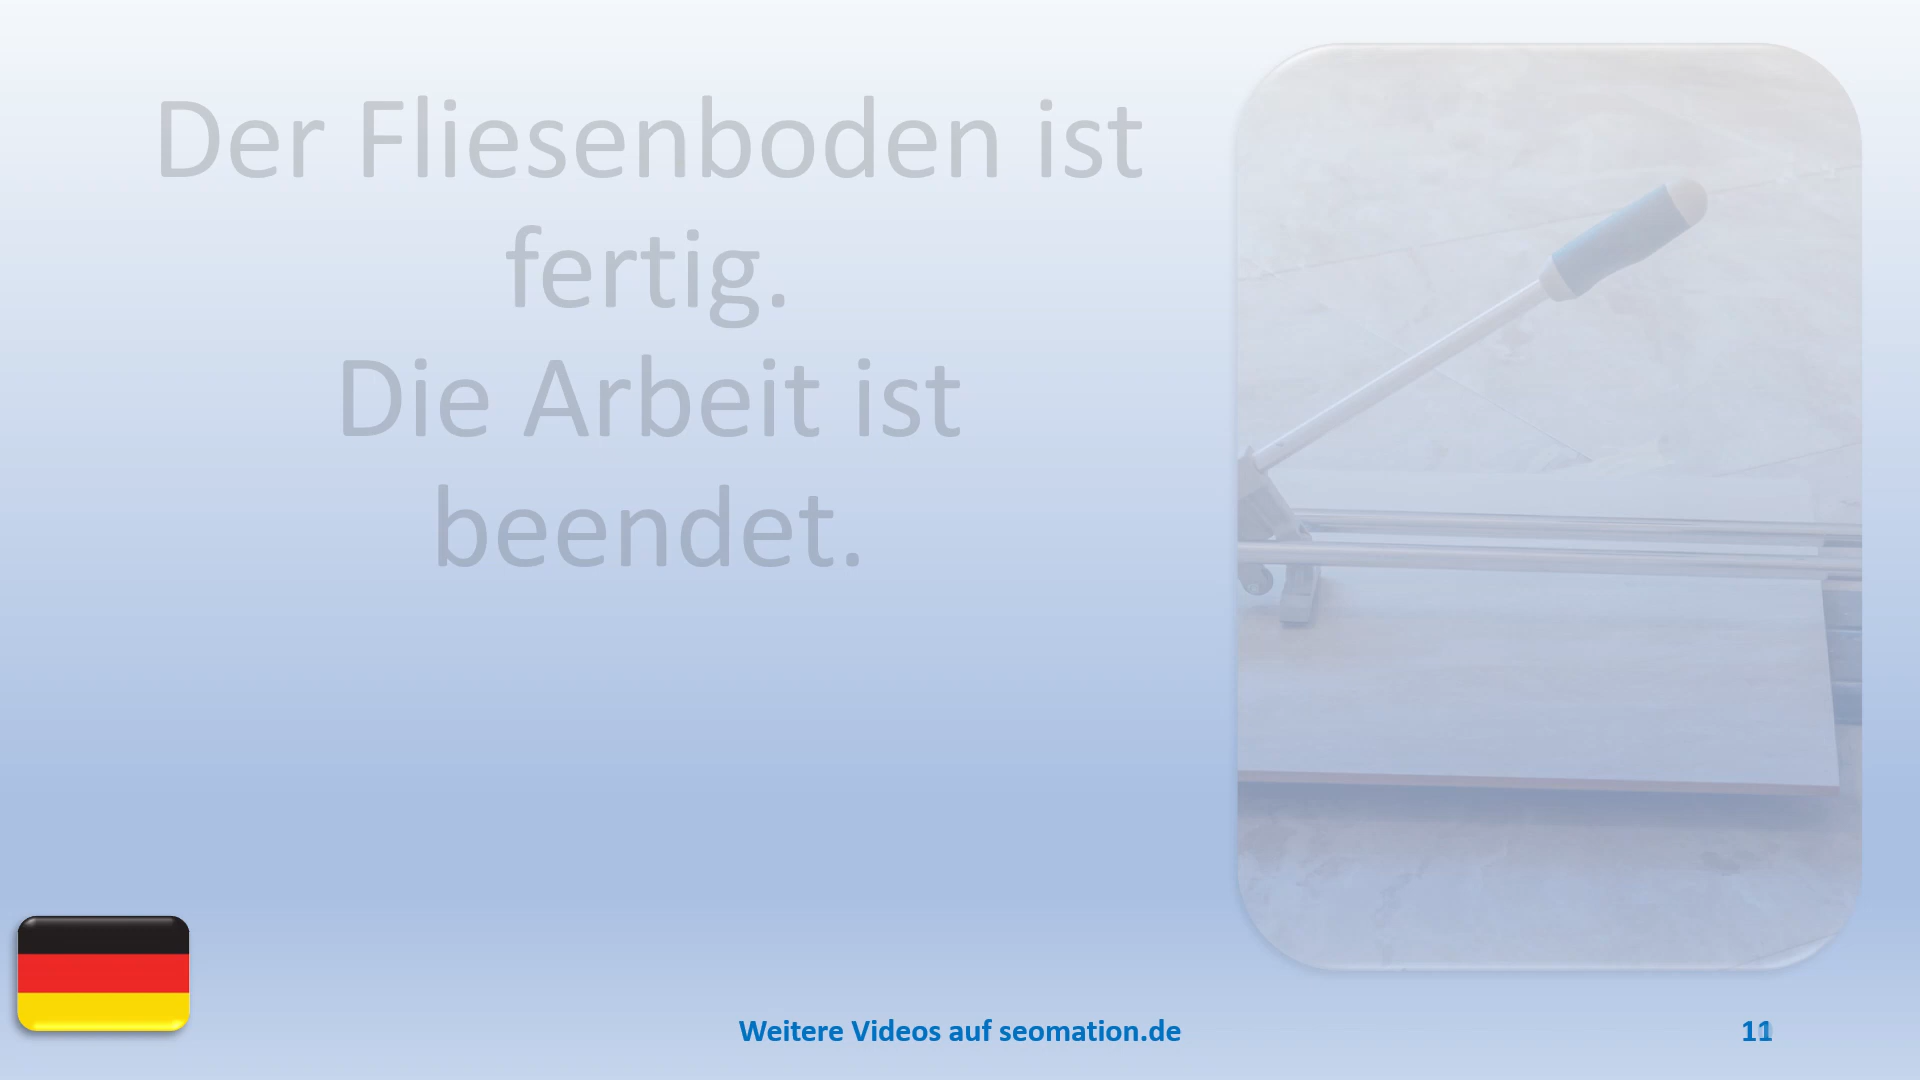 Der Fliesenboden ist
fertig.
Die Arbeit ist
beendet.
Weitere Videos auf seomation.de
11